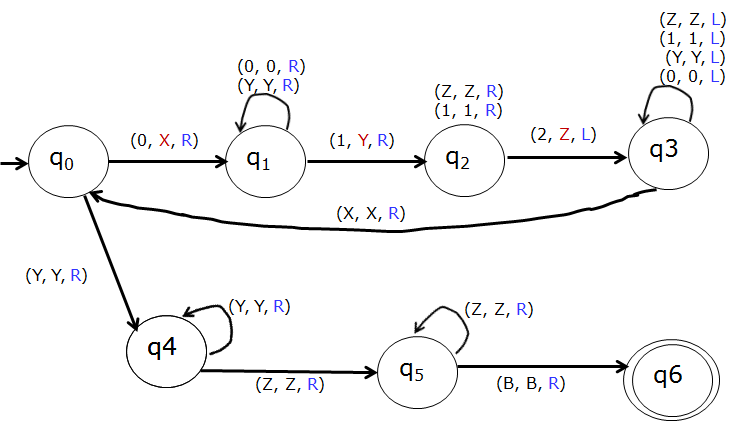 (Z, Z, L)
(1, 1, L)
(Y, Y, L)
(0, 0, L)
(0, 0, R)
(Y, Y, R)
(Z, Z, R)
(1, 1, R)
q0 (0, X, R) q1 (1, Y, R) q2 (2, Z, L) q3
(X, X, R)
(Y, Y, R)
(Y, Y, R)
(Z, Z, R)
q4
q5
q6
(Z, Z, R)
(B, B, R)